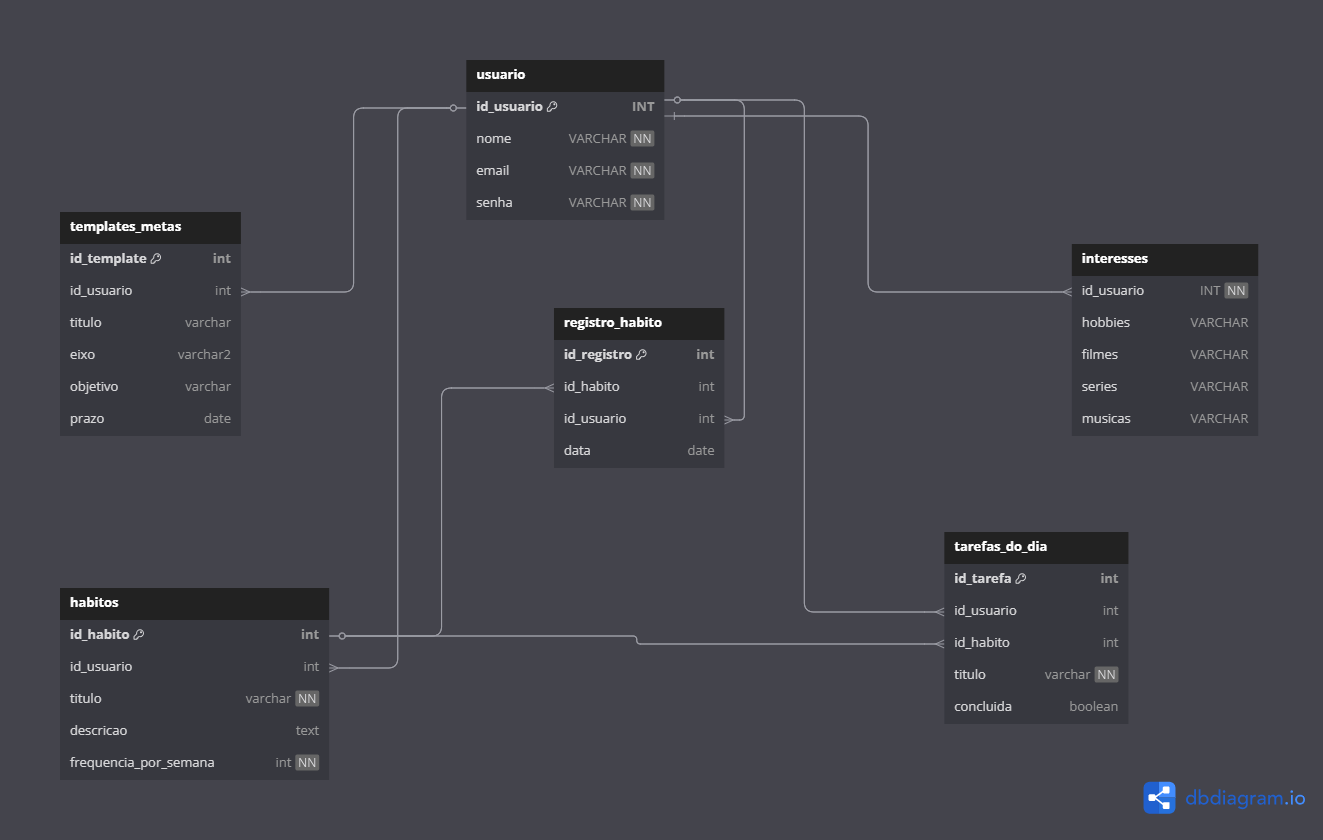 usuario
id_usuario INT
nome VARCHAR NN
email VARCHAR NN
senha VARCHAR NN
templates_metas
id_template int
id_usuario int
titulo varchar
eixo varchar2
objetivo varchar
prazo date
interesses
id_usuario INT NN
hobbies VARCHAR
filmes VARCHAR
series VARCHAR
musicas VARCHAR
registro_habito
id_registro int
id_habito int
id_usuario int
data date
tarefas_do_dia
id_tarefa int
id_usuario int
id_habito int
titulo varchar NN
concluida boolean
habitos
id_habito int
id_usuario int
titulo varchar NN
descricao text
frequencia_por_semana int NN
dbdiagram.io